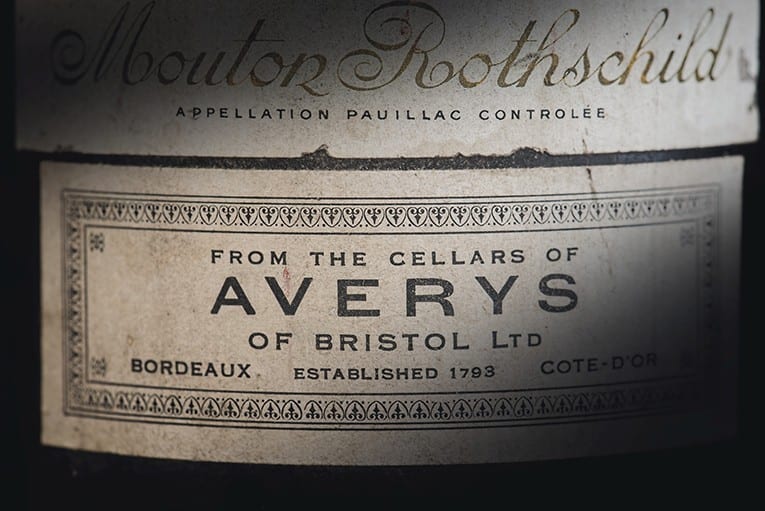 Mouton Rothschild
APPELLATION PAUILLAC CONTROLÉE
FROM THE CELLARS OF
AVERYS
OF BRISTOL LTD
BORDEAUX ESTABLISHED 1793 COTE-D'OR